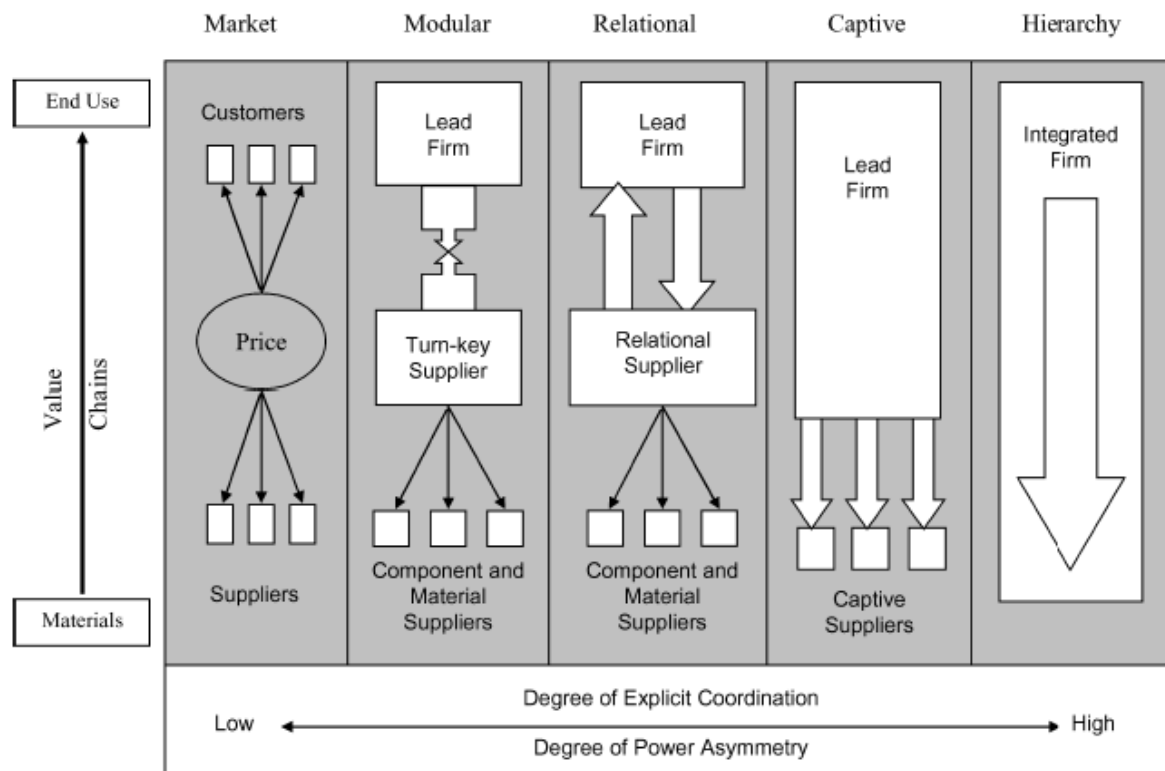 Market
Modular
Relational
Captive
Hierarchy
End Use
Value
Chains
Materials
Customers
Price
Suppliers
Lead
Firm
Turn-key
Supplier
Component and
Material
Suppliers
Lead
Firm
Relational
Supplier
Component and
Material
Suppliers
Lead
Firm
Captive
Suppliers
Integrated
Firm
Degree of Explicit Coordination
Low
High
Degree of Power Asymmetry